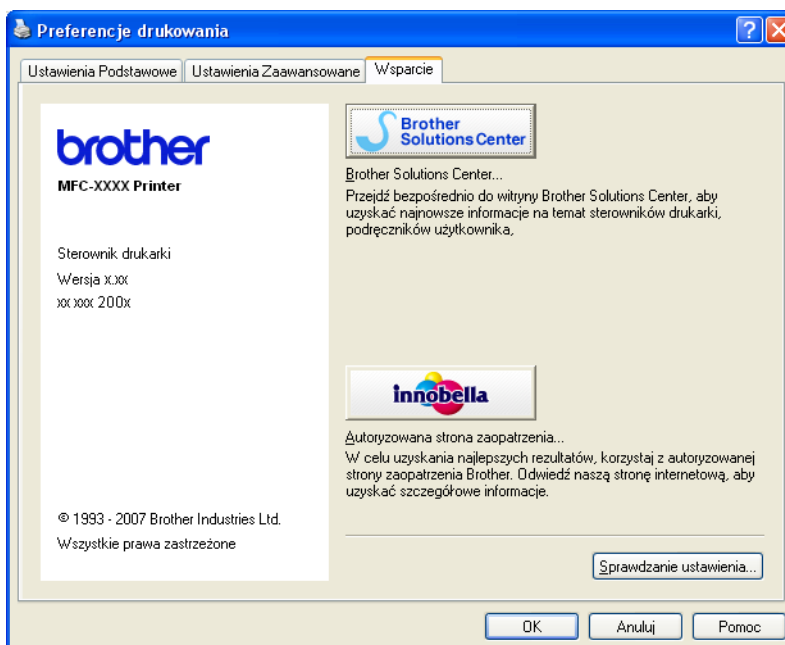 Preferencje drukowania
Ustawienia Podstawowe
Ustawienia Zaawansowane
Wsparcie
brother
MFC-XXXX Printer
Sterownik drukarki
Wersja x.xx
xx xxx 200x
© 1993 - 2007 Brother Industries Ltd.
Wszystkie prawa zastrzeżone
Brother
Solutions Center
Brother Solutions Center...
Przejdź bezpośrednio do witryny Brother Solutions Center, aby
uzyskać najnowsze informacje na temat sterowników drukarki,
podręczników użytkownika,
innobella
Autoryzowana strona zaopatrzenia...
W celu uzyskania najlepszych rezultatów, korzystaj z autoryzowanej
strony zaopatrzenia Brother. Odwiedź naszą stronę internetową, aby
uzyskać szczegółowe informacje.
Sprawdzanie ustawienia...
OK
Anuluj
Pomoc